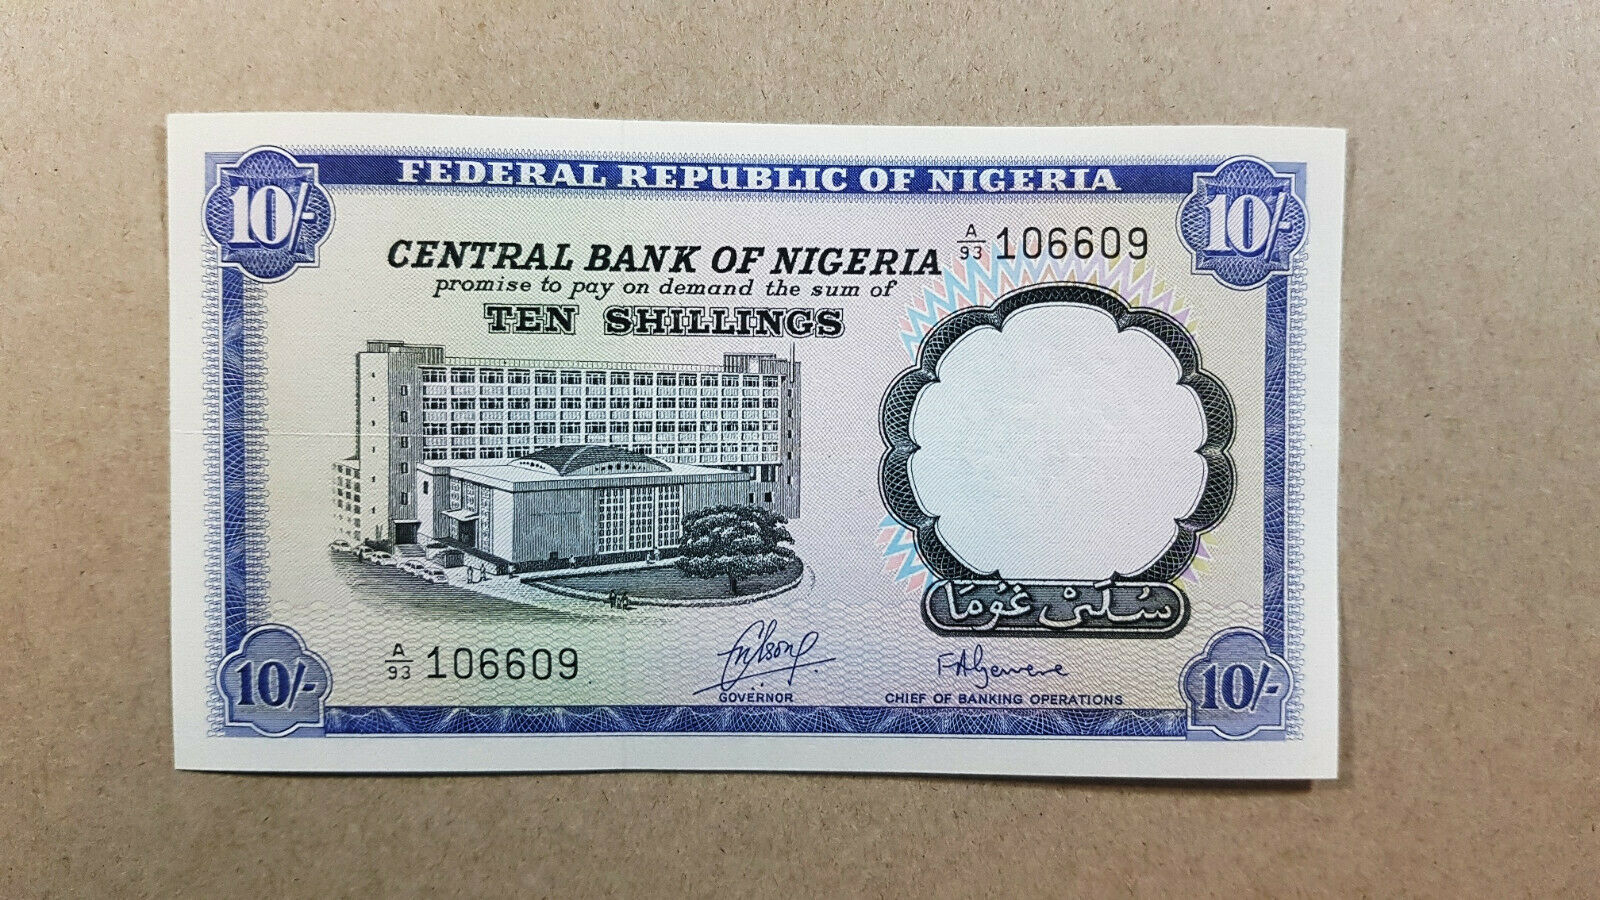 FEDERAL REPUBLIC OF NIGERIA
10/-
10/-
CENTRAL BANK OF NIGERIA
A/93 106609
promise to pay on demand the sum of
TEN SHILLINGS
سُلَىٰ غُومَا
A/93 106609
GOVERNOR
CHIEF OF BANKING OPERATIONS
10/-
10/-